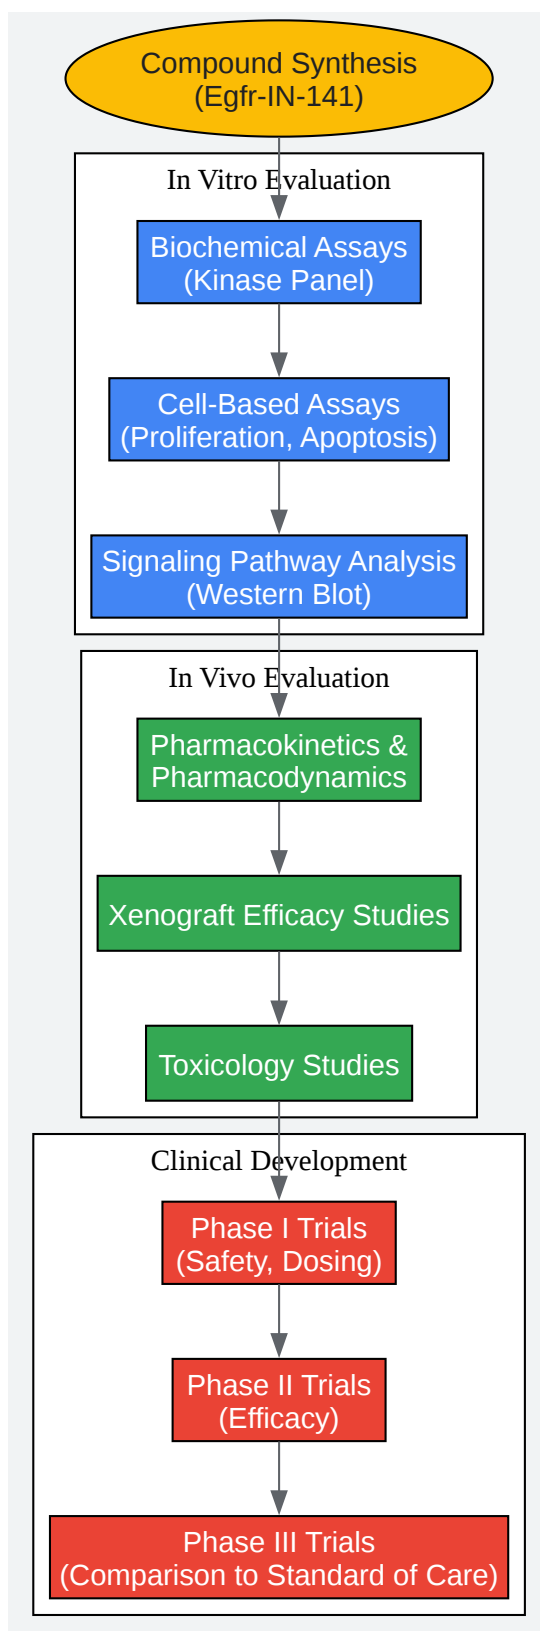 Compound Synthesis
(Egfr-IN-141)
In Vitro Evaluation
Biochemical Assays
(Kinase Panel)
Cell-Based Assays
(Proliferation, Apoptosis)
Signaling Pathway Analysis
(Western Blot)
In Vivo Evaluation
Pharmacokinetics &
Pharmacodynamics
Xenograft Efficacy Studies
Toxicology Studies
Clinical Development
Phase I Trials
(Safety, Dosing)
Phase II Trials
(Efficacy)
Phase III Trials
(Comparison to Standard of Care)